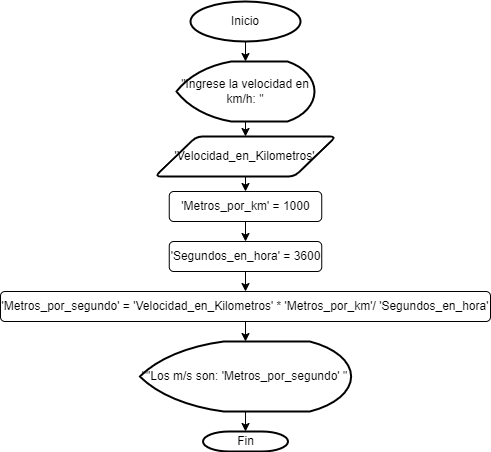 Inicio
"Ingrese la velocidad en
km/h: "
'Velocidad_en_Kilometros'
'Metros_por_km' = 1000
'Segundos_en_hora' = 3600
'Metros_por_segundo' = 'Velocidad_en_Kilometros' * 'Metros_por_km'/ 'Segundos_en_hora'
"Los m/s son: 'Metros_por_segundo' "
Fin